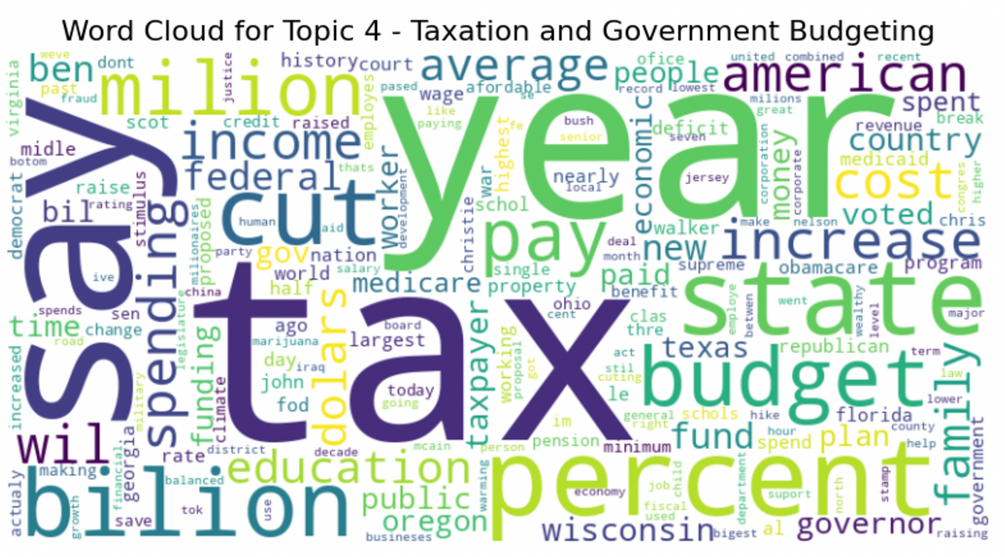 Word Cloud for Topic 4 - Taxation and Government Budgeting
weve
ben dont
past
fraud
milion
justice
history court
average
ofice
people
united combined recent
american
virginia
scot
credit raised
employes
pased
wage
affordable
se
like
paying
record lowest
milions
great
spent
break
midle
botom
income
federal
say
year
highest
fe
bush
senior
seven
nearly
local
jersey
economic
deficit
corporation
money
corporate
revenue
country
medicaid
cost
congres
higher
democrat
raise
rating
bil
stimulus
spending
proposed
millionaires
thats
cut
human
aid
worker
development
war
schol
christie
pay
deal
month
walker
new
make nelson
voted
chris
increase
party
gov nation
salary
world
half
china
ive
medicare
single
property
paid
benefit
supreme
obamacare
program
spends
time
sen
change
road
legislature
funding
climate
tax
ago
marijuana
day
iraq
john
fod
dollars
board
largest
today
going
taxpayer
working
proposal
got
ohio
cent
clas
thre
employe
betwen
went
wealthy
level
major
state
act
stil
cuting
le
texas
republican
term
law
lower
budget
family
increased
military
wil
georgia
rate
district
decade
mcain
im
pension
person
general
right
minimum
schols
hike
florida
county
help
hour
fund
spend
plan
government
making
actualy
growth
financial
balanced
education
public
oregon
warming
percent
economy
job
child
fiscal
used
department
suport
north
stamp
bilion
save
tok
use
busineses
wisconsin
bigest
al
governor
raising